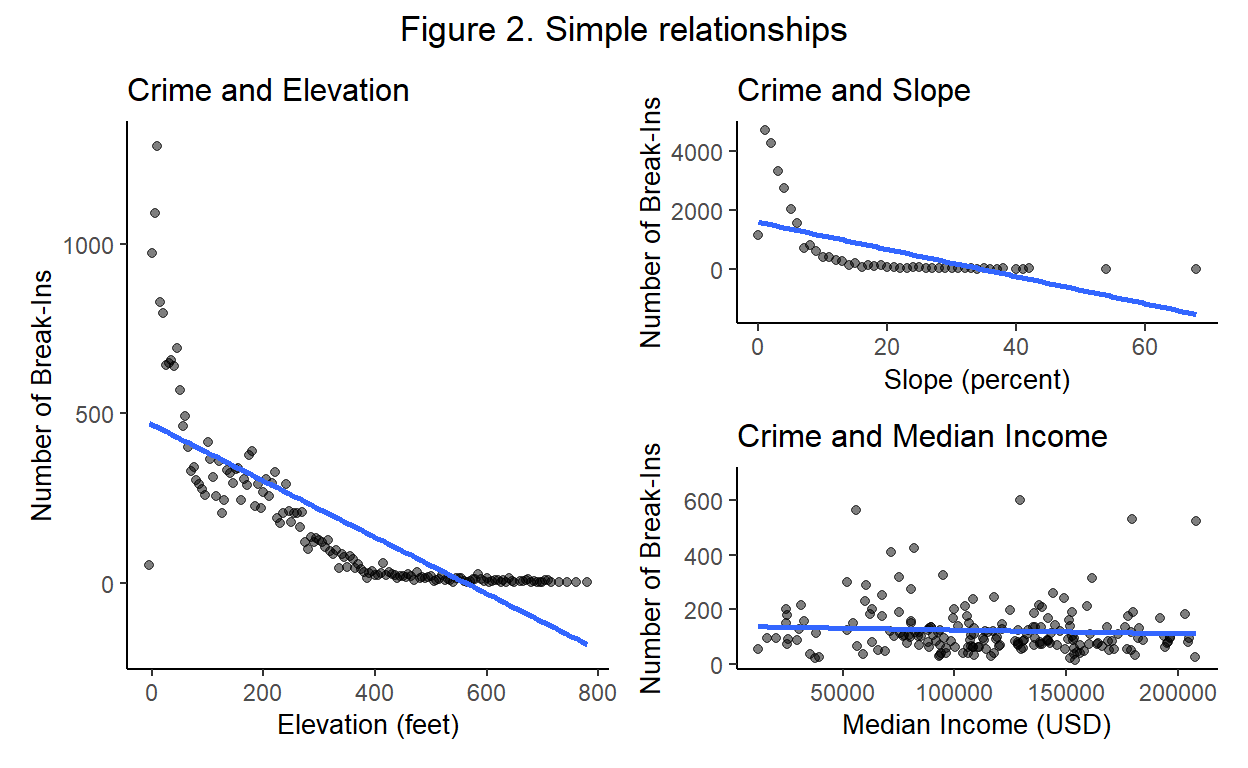 Figure 2. Simple relationships
Crime and Elevation
Number of Break-Ins
1000
500
0
0 200 400 600 800
Elevation (feet)
Crime and Slope
Number of Break-Ins
4000
2000
0
0 20 40 60
Slope (percent)
Crime and Median Income
Number of Break-Ins
600
400
200
0
50000 100000 150000 200000
Median Income (USD)